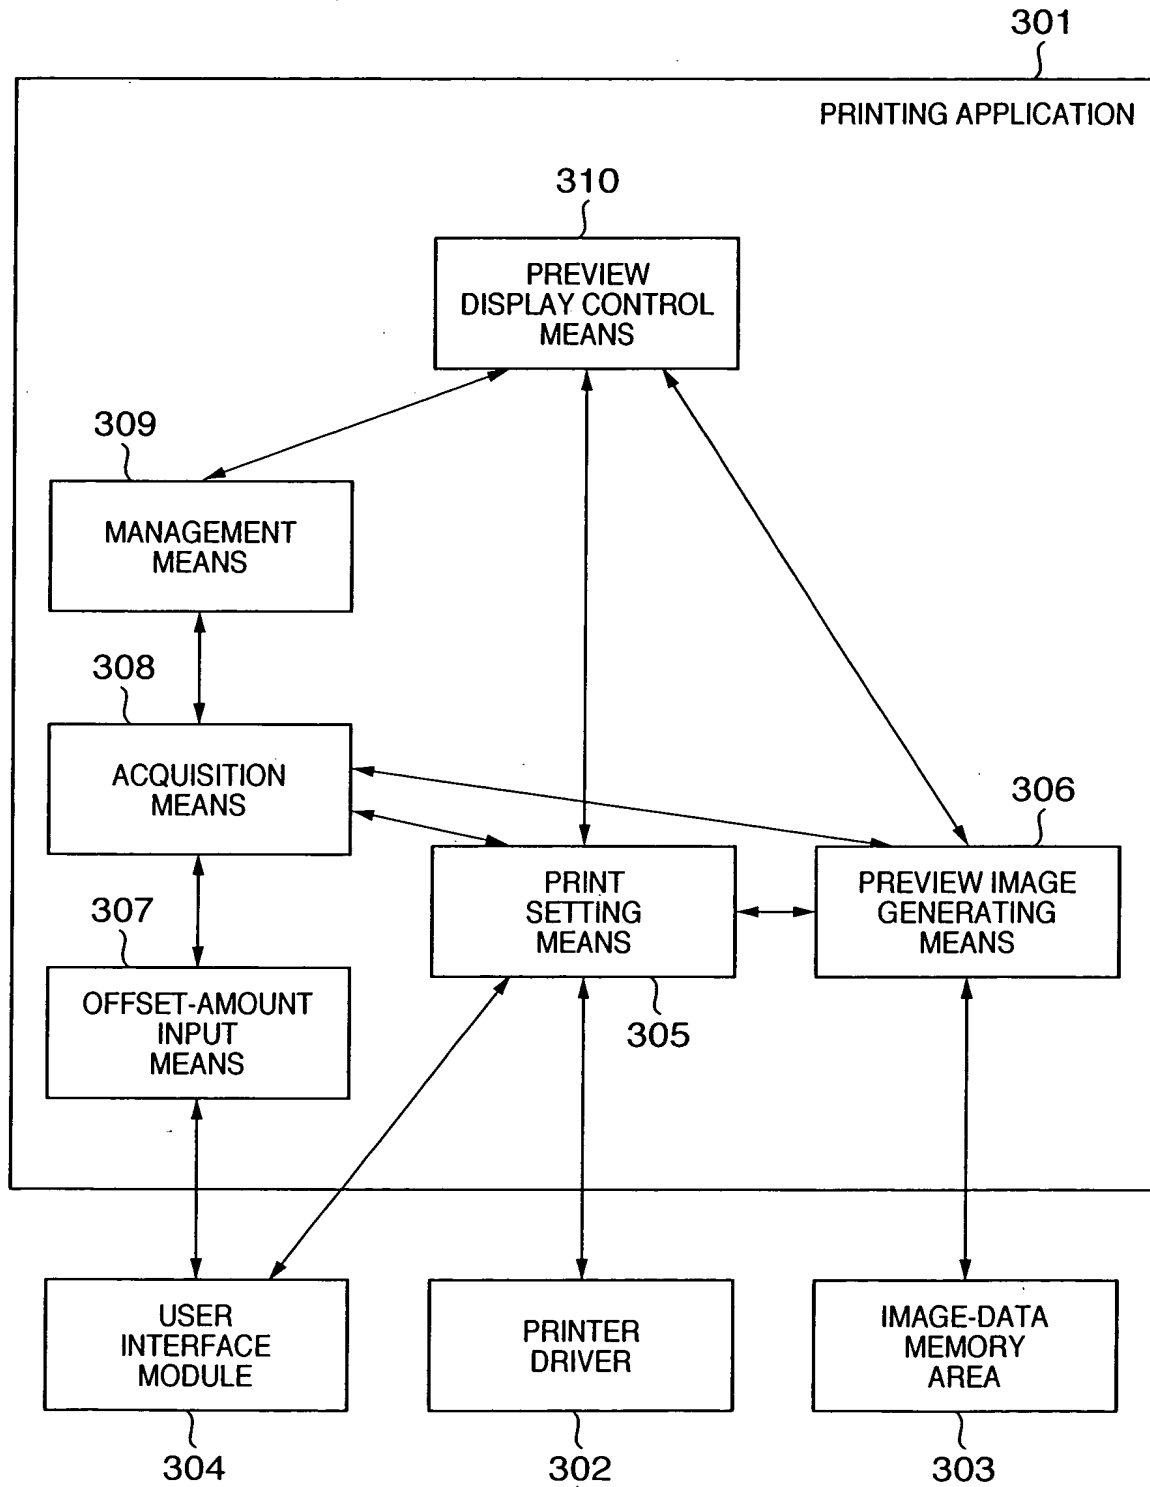 301
PRINTING APPLICATION
310
PREVIEW
DISPLAY CONTROL
MEANS
309
MANAGEMENT
MEANS
308
ACQUISITION
MEANS
306
PREVIEW IMAGE
GENERATING
MEANS
PRINT
SETTING
MEANS
305
307
OFFSET-AMOUNT
INPUT
MEANS
USER
INTERFACE
MODULE
304
PRINTER
DRIVER
302
IMAGE-DATA
MEMORY
AREA
303